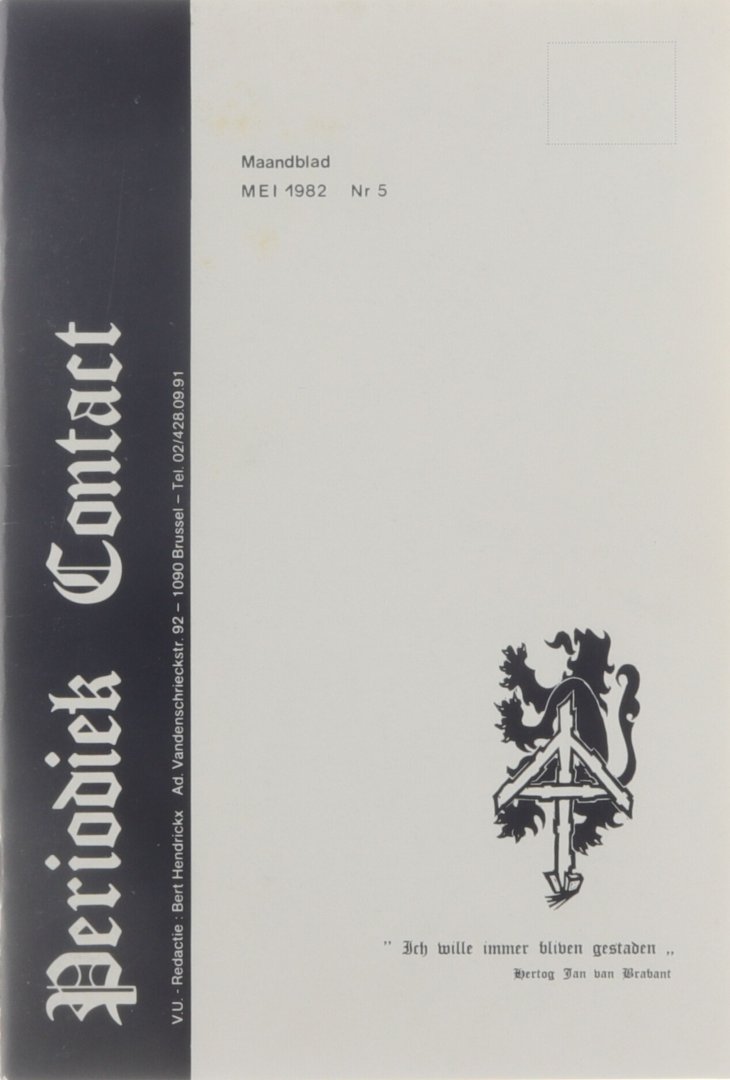 Periodiek Contact
V.U. - Redactie : Bert Hendrickx Ad. Vandenschrieckstr. 92 – 1090 Brussel – Tel. 02/428.09.91
Maandblad
MEI 1982 Nr 5
" Ich wille immer bliven gestaden „
Hertog Jan van Brabant